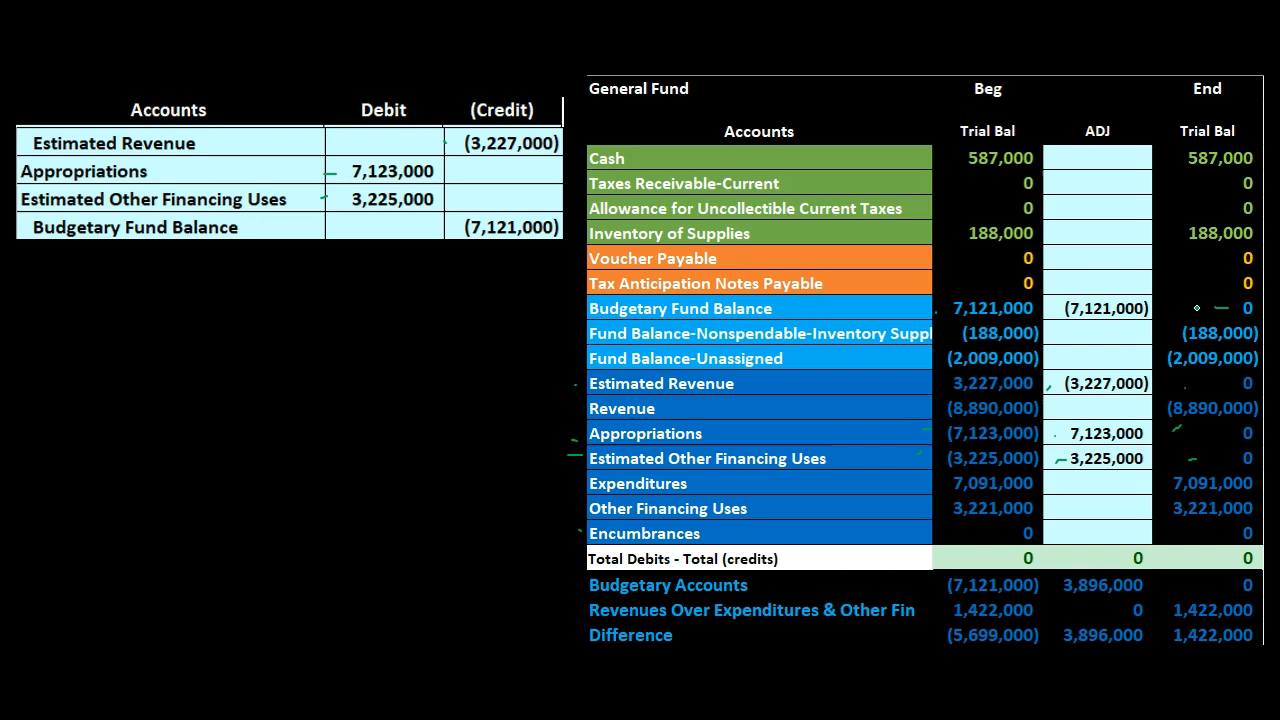 Accounts Debit (Credit)
Estimated Revenue (3,227,000)
Appropriations 7,123,000
Estimated Other Financing Uses 3,225,000
Budgetary Fund Balance (7,121,000)
General Fund Beg End
Accounts Trial Bal ADJ Trial Bal
Cash 587,000 587,000
Taxes Receivable-Current 0 0
Allowance for Uncollectible Current Taxes 0 0
Inventory of Supplies 188,000 188,000
Voucher Payable 0 0
Tax Anticipation Notes Payable 0 0
Budgetary Fund Balance 7,121,000 (7,121,000) 0
Fund Balance-Nonspendable-Inventory Suppl (188,000) (188,000)
Fund Balance-Unassigned (2,009,000) (2,009,000)
Estimated Revenue 3,227,000 (3,227,000) 0
Revenue (8,890,000) (8,890,000)
Appropriations (7,123,000) 7,123,000 0
Estimated Other Financing Uses (3,225,000) 3,225,000 0
Expenditures 7,091,000 7,091,000
Other Financing Uses 3,221,000 3,221,000
Encumbrances 0 0
Total Debits - Total (credits) 0 0 0
Budgetary Accounts (7,121,000) 3,896,000 0
Revenues Over Expenditures & Other Fin 1,422,000 0 1,422,000
Difference (5,699,000) 3,896,000 1,422,000